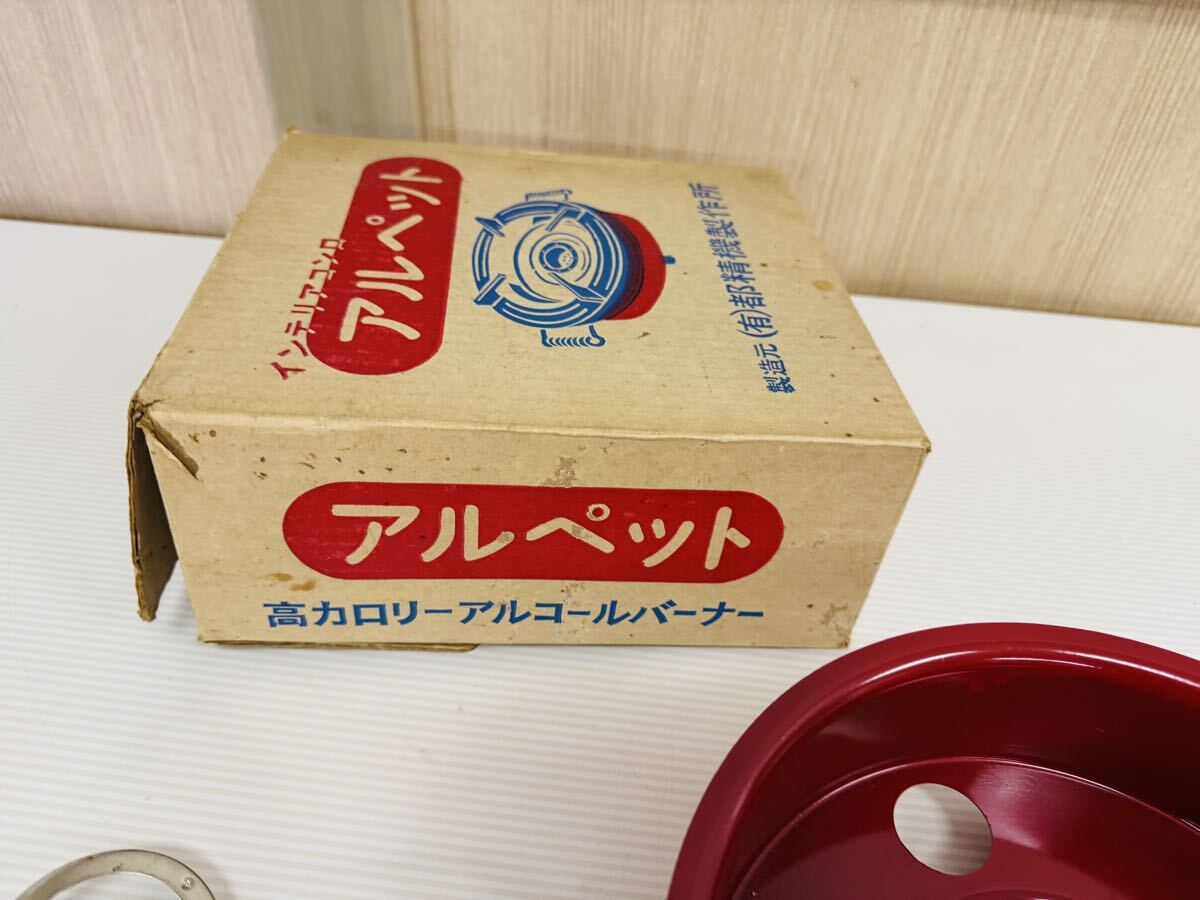 インテリアコンロ
アルペット
製造元(有)都精機製作所
アルペット
高カロリーアルコールバーナー